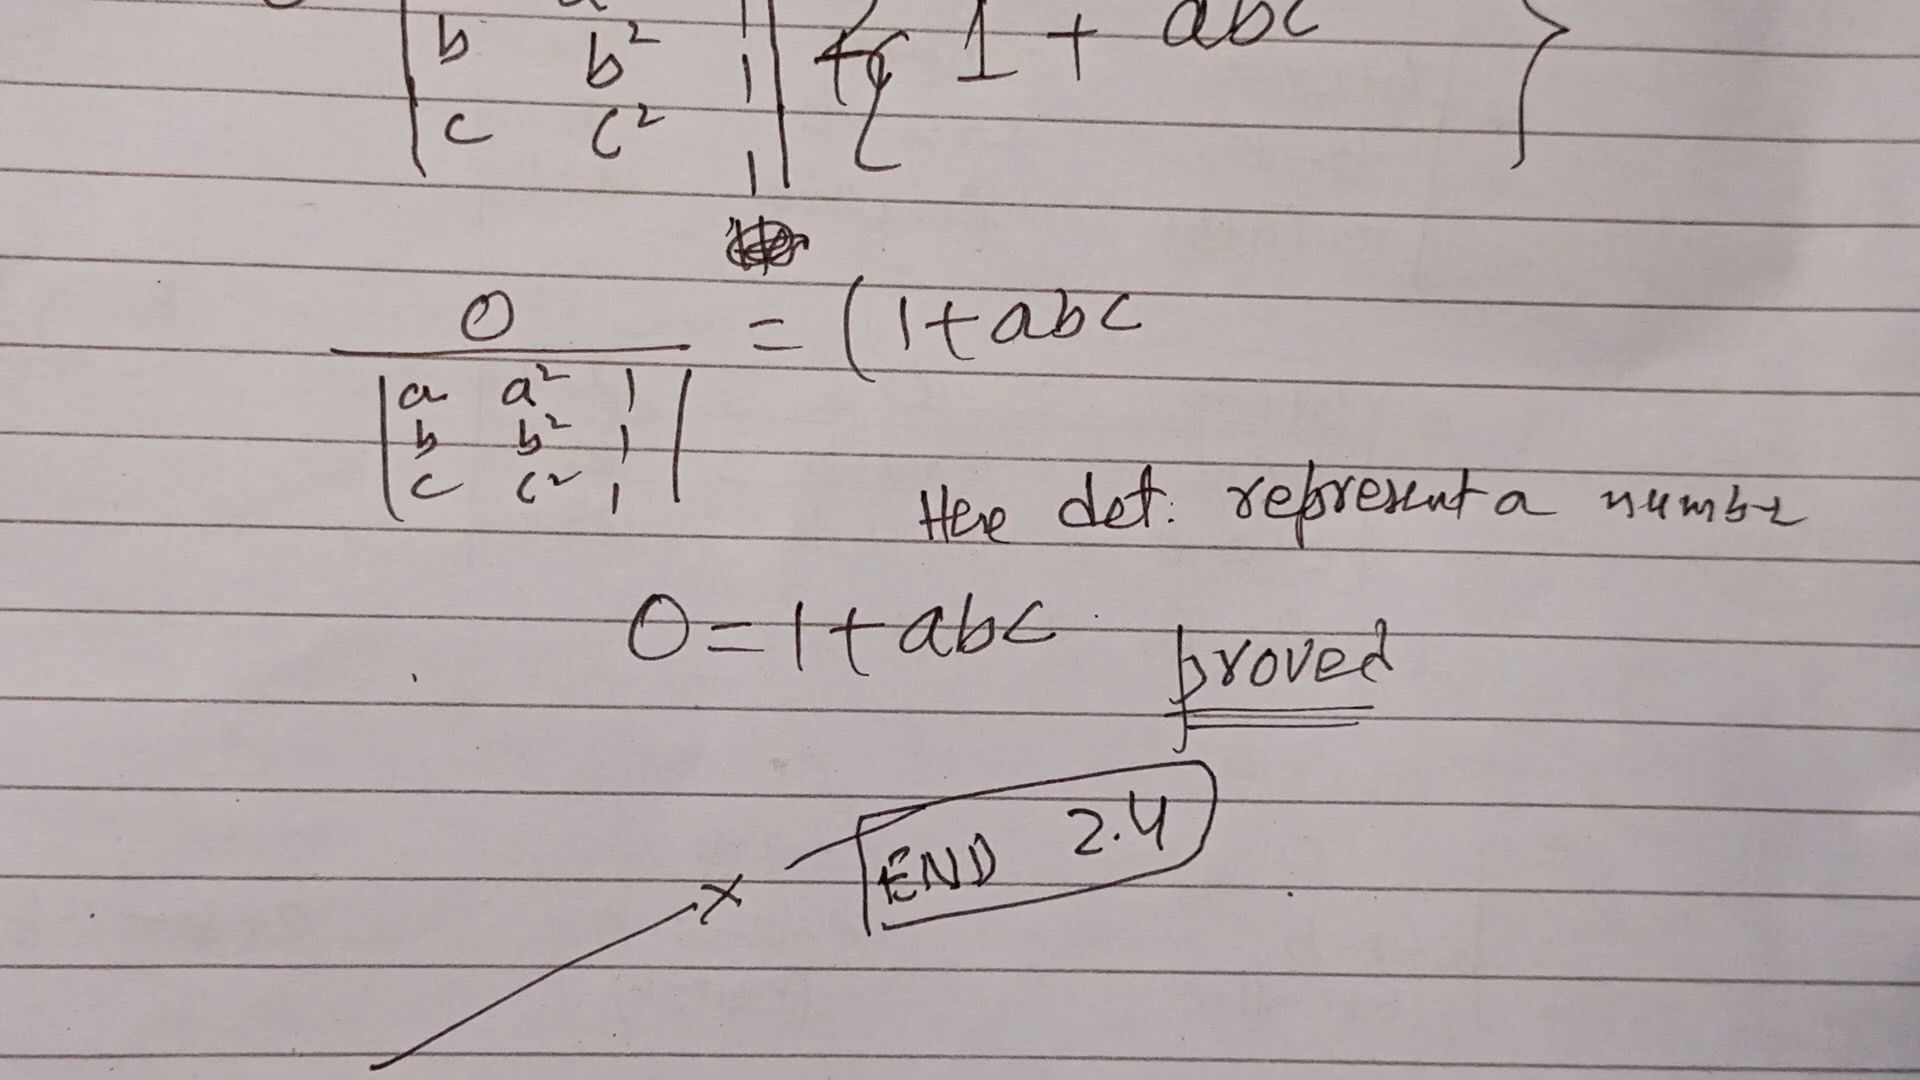 b b² 1 { 1 + abc }
c c² 1
0 = (1+abc
a a² 1
b b² 1
c c² 1
Here det. represent a number
0 = 1 + abc proved
END 2.4
x